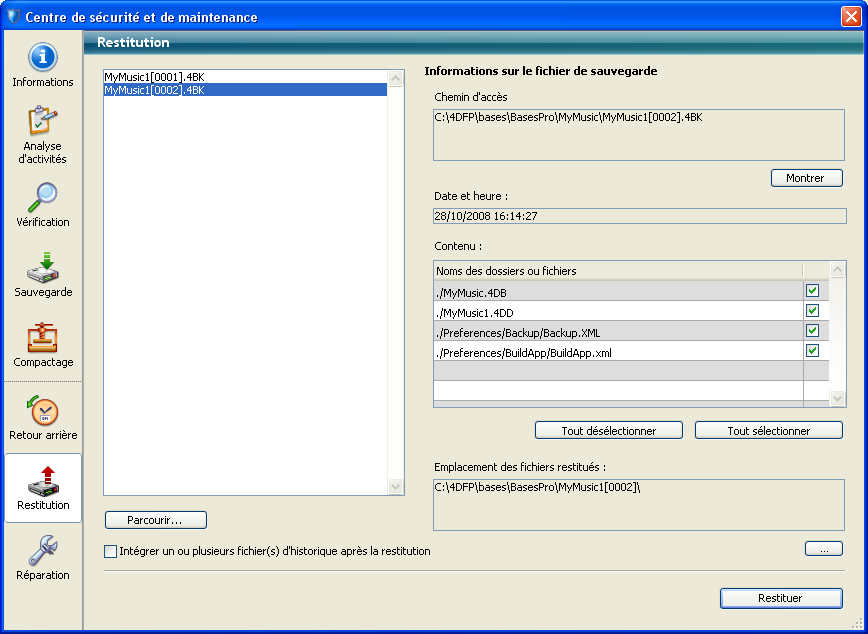 Centre de sécurité et de maintenance
Informations
Analyse
d'activités
Vérification
Sauvegarde
Compactage
Retour arrière
Restitution
Réparation
Restitution
MyMusic1[0001].4BK
MyMusic1[0002].4BK
Parcourir...
Intégrer un ou plusieurs fichier(s) d'historique après la restitution
Informations sur le fichier de sauvegarde
Chemin d'accès
C:\4DFP\bases\BasesPro\MyMusic\MyMusic1[0002].4BK
Montrer
Date et heure :
28/10/2008 16:14:27
Contenu :
Noms des dossiers ou fichiers
./MyMusic.4DB
./MyMusic1.4DD
./Preferences/Backup/Backup.XML
./Preferences/BuildApp/BuildApp.xml
Tout désélectionner
Tout sélectionner
Emplacement des fichiers restitués :
C:\4DFP\bases\BasesPro\MyMusic1[0002]\
...
Restituer